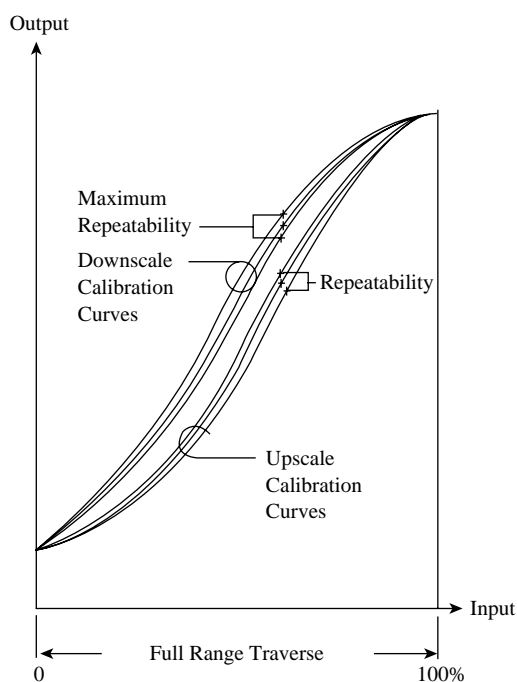 Output
Maximum
Repeatability
Downscale
Calibration
Curves
Repeatability
Upscale
Calibration
Curves
Input
Full Range Traverse
0
100%